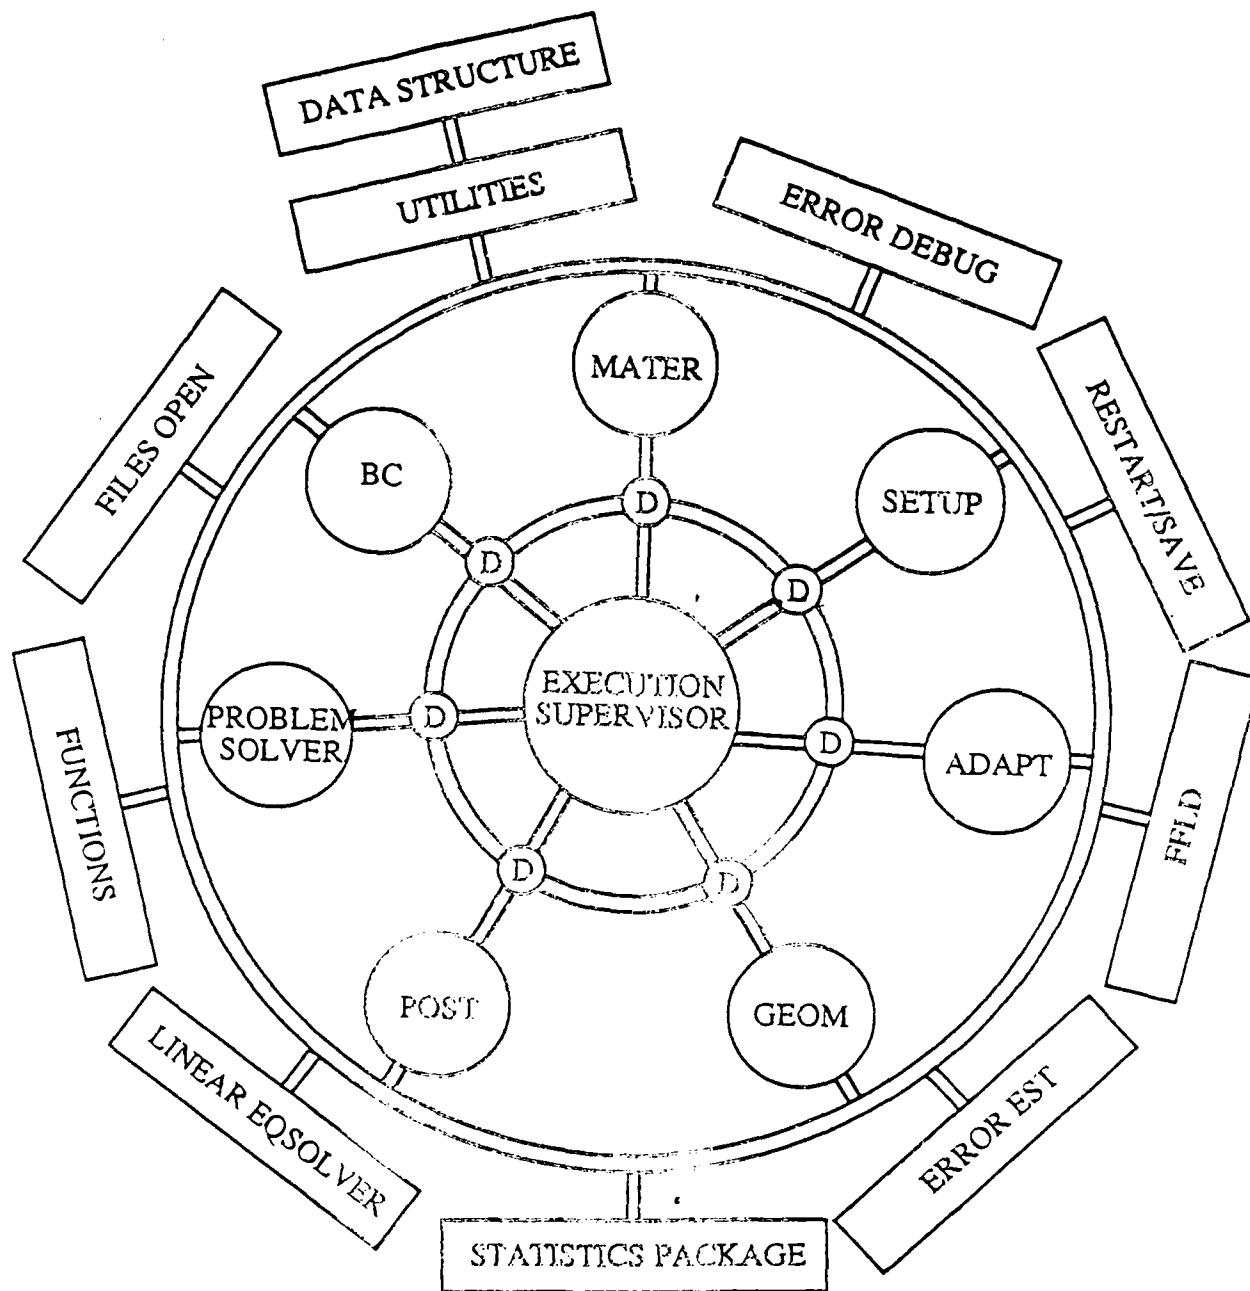 DATA STRUCTURE
UTILITIES
ERROR DEBUG
MATER
FILES OPEN
BC
RESTART/SAVE
SETUP
D
D
D
EXECUTION
SUPERVISOR
PROBLEM
SOLVER
D
D
ADAPT
FUNCTIONS
FFLD
D
D
POST
GEOM
LINEAR EQSOLVER
ERROR EST
STATISTICS PACKAGE